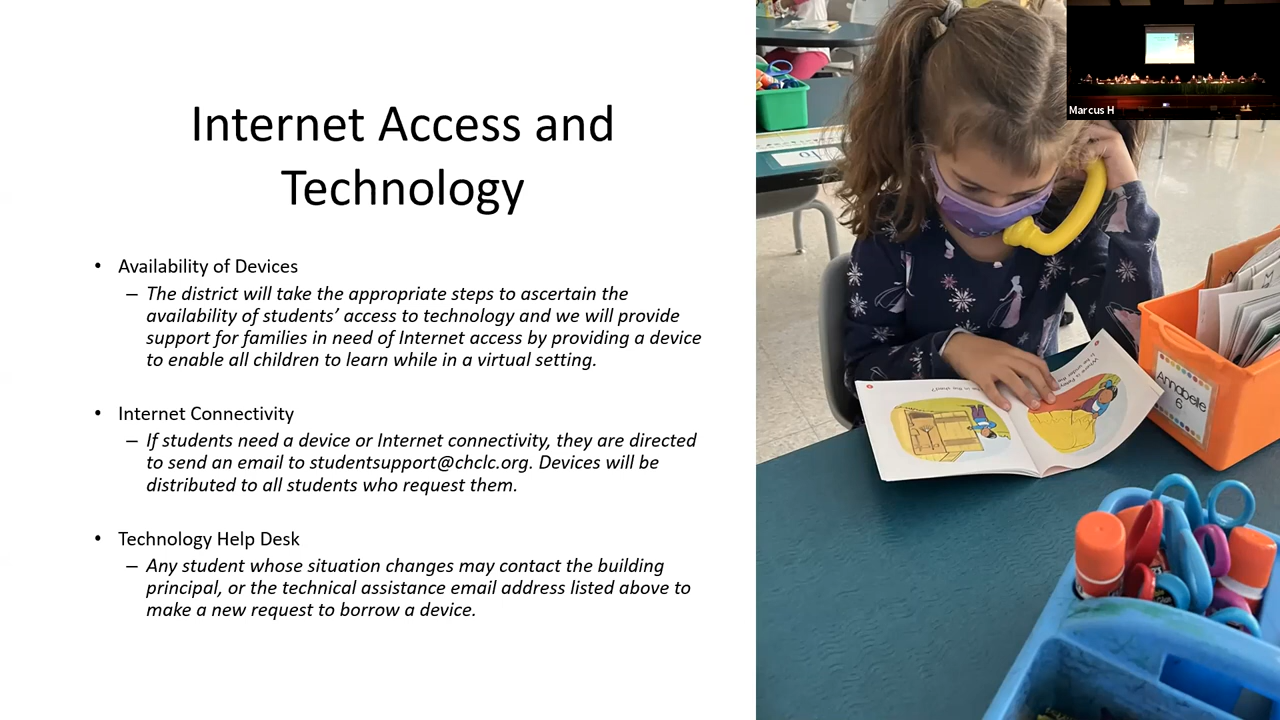 Internet Access and
Technology
• Availability of Devices
– The district will take the appropriate steps to ascertain the
availability of students’ access to technology and we will provide
support for families in need of Internet access by providing a device
to enable all children to learn while in a virtual setting.
• Internet Connectivity
– If students need a device or Internet connectivity, they are directed
to send an email to studentsupport@chclc.org. Devices will be
distributed to all students who request them.
• Technology Help Desk
– Any student whose situation changes may contact the building
principal, or the technical assistance email address listed above to
make a new request to borrow a device.
Marcus H
Annabelle
6